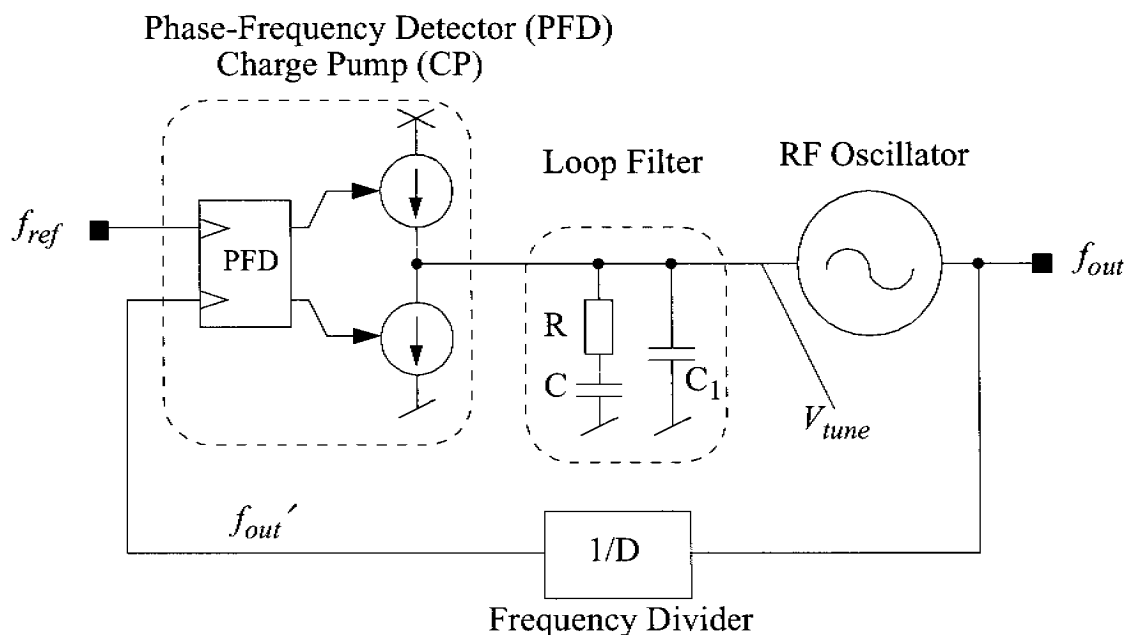 Phase-Frequency Detector (PFD)
Charge Pump (CP)
Loop Filter
RF Oscillator
f_ref
PFD
f_out
R
C
C_1
V_tune
f_out′
1/D
Frequency Divider